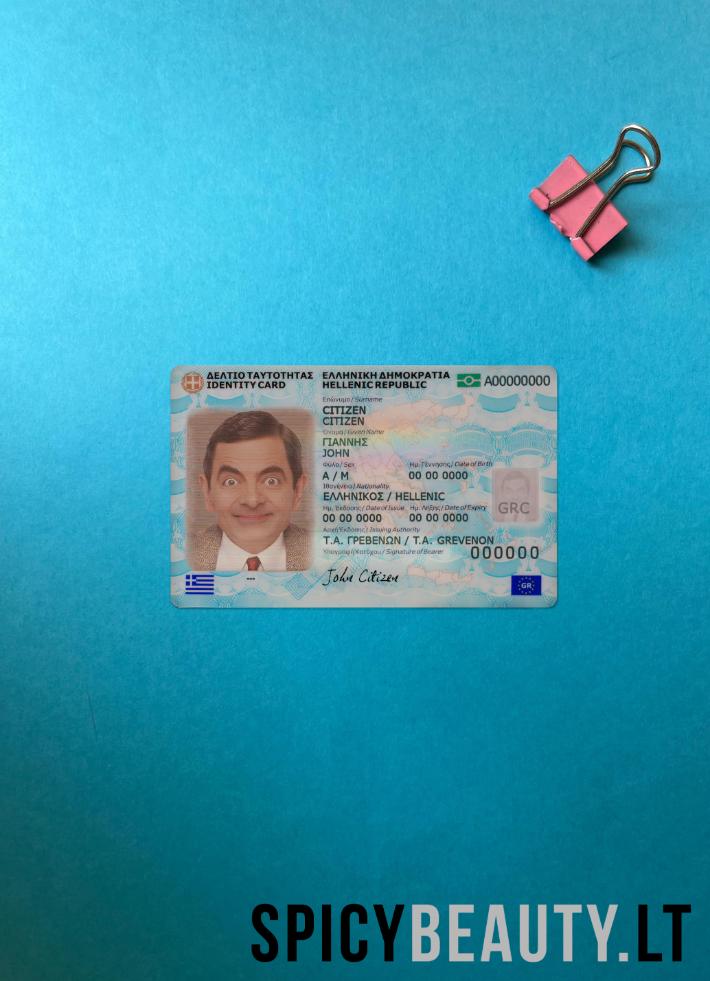 ΔΕΛΤΙΟ ΤΑΥΤΟΤΗΤΑΣ
IDENTITY CARD
ΕΛΛΗΝΙΚΗ ΔΗΜΟΚΡΑΤΙΑ
HELLENIC REPUBLIC
A00000000
Επώνυμο / Surname
CITIZEN
CITIZEN
Όνομα / Given Name
ΓΙΑΝΝΗΣ
JOHN
Φύλο / Sex
Ημ. Γέννησης / Date of Birth
Α / M
00 00 0000
Ιθαγένεια / Nationality
ΕΛΛΗΝΙΚΟΣ / HELLENIC
Ημ. Έκδοσης / Date of Issue
Ημ. Λήξης / Date of Expiry
00 00 0000
00 00 0000
GRC
Αρχή Έκδοσης / Issuing Authority
Τ.Α. ΓΡΕΒΕΝΩΝ / T.A. GREVENON
Υπογραφή Κατόχου / Signature of Bearer
000000
John Citizen
---
GR
SPICYBEAUTY.LT